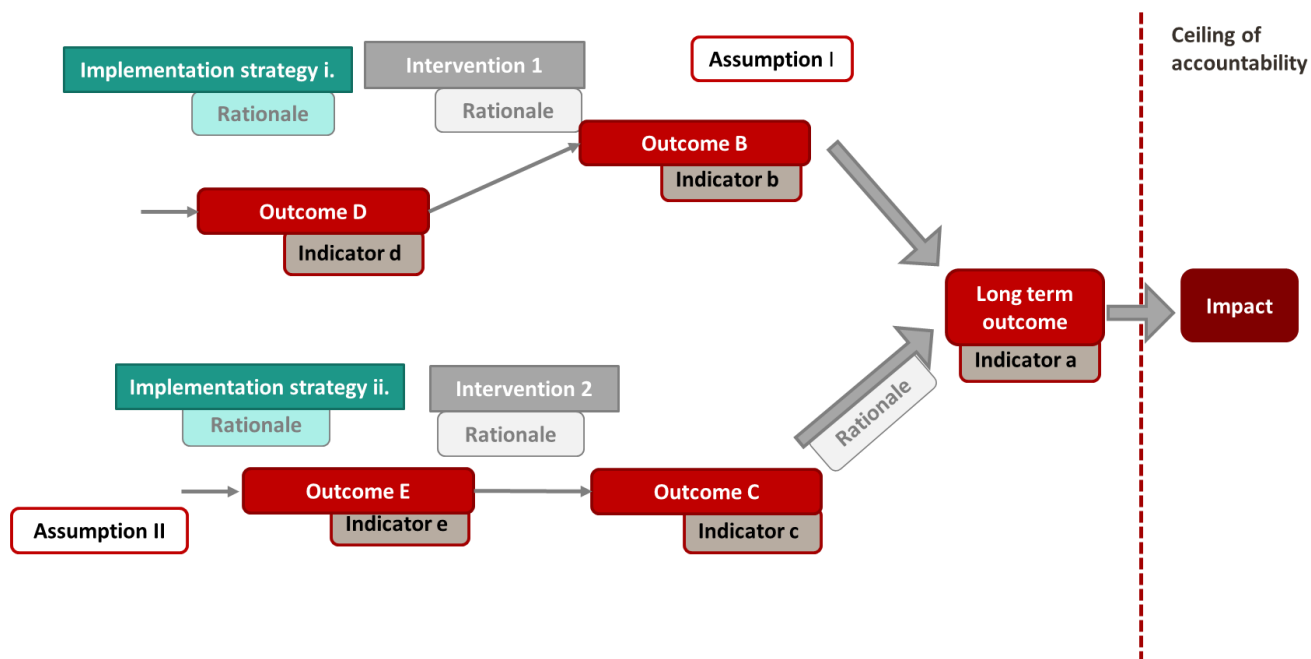 Ceiling of
accountability
Implementation strategy i.
Rationale
Intervention 1
Rationale
Assumption I
Outcome B
Indicator b
Outcome D
Indicator d
Long term
outcome
Indicator a
Impact
Implementation strategy ii.
Rationale
Intervention 2
Rationale
Rationale
Outcome E
Indicator e
Outcome C
Indicator c
Assumption II